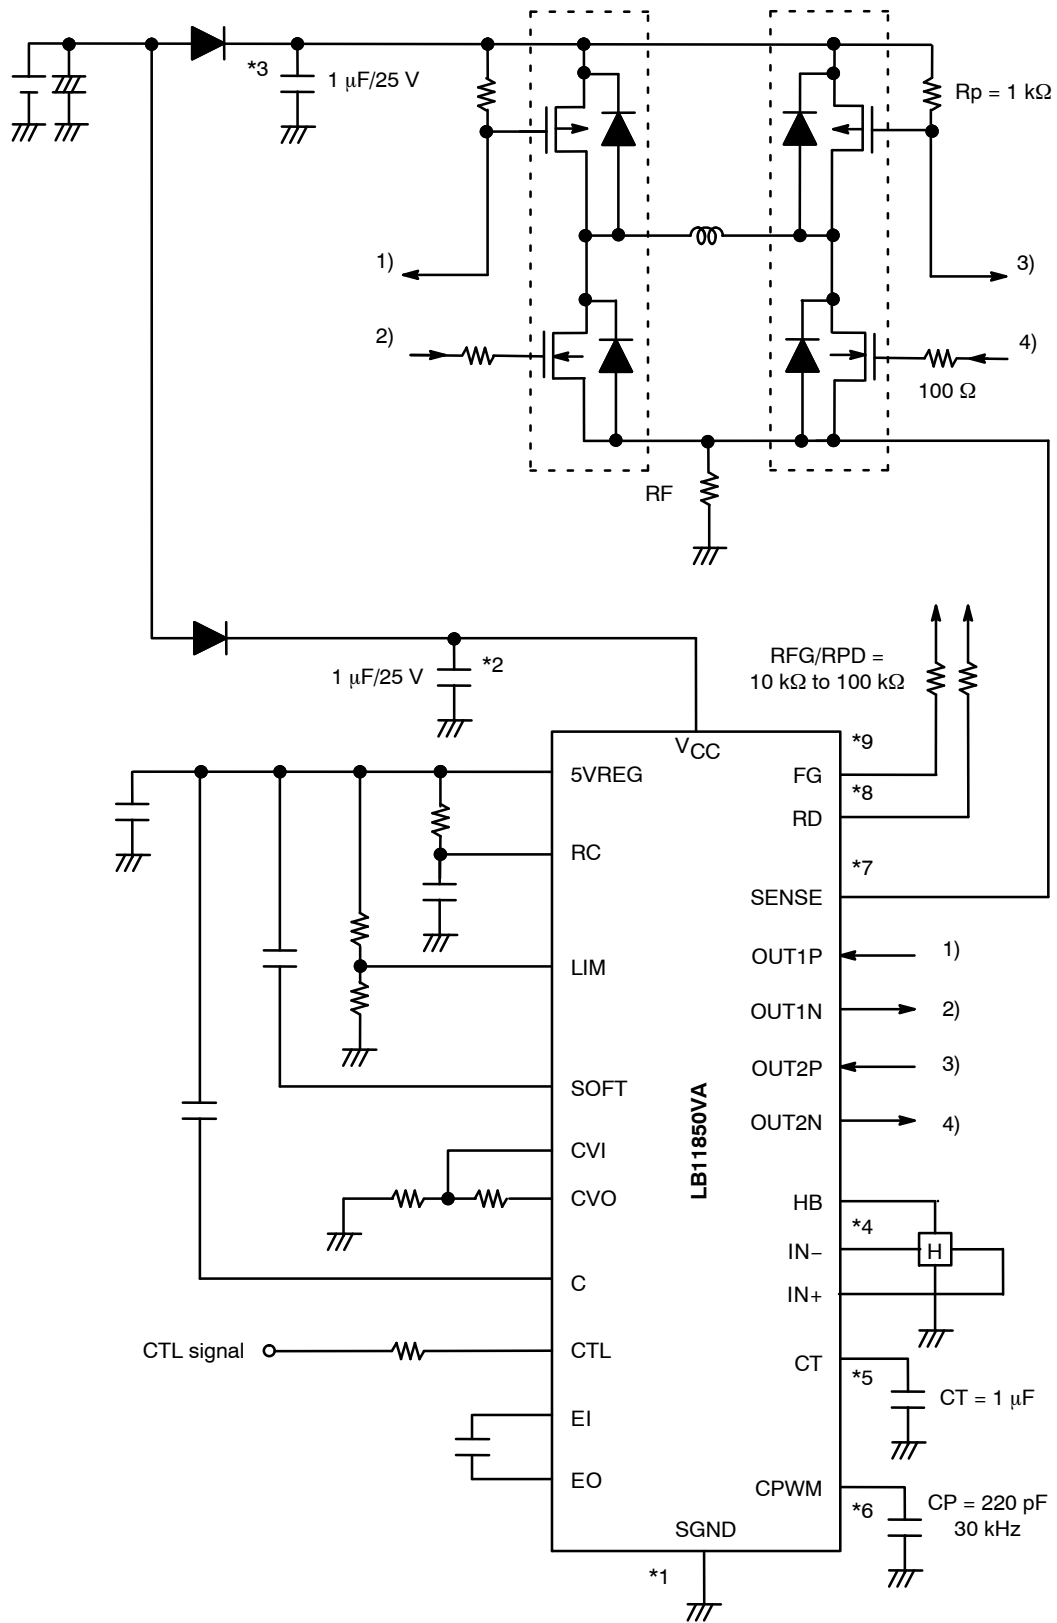 *3
1 μF/25 V
Rp = 1 kΩ
1)
3)
2)
4)
100 Ω
RF
1 μF/25 V
*2
RFG/RPD =
10 kΩ to 100 kΩ
VCC
*9
5VREG
FG
*8
RD
RC
*7
SENSE
LIM
OUT1P
1)
OUT1N
2)
OUT2P
3)
SOFT
OUT2N
4)
LB11850VA
CVI
CVO
HB
*4
IN−
H
C
IN+
CTL signal
CTL
CT
*5
CT = 1 μF
EI
EO
CPWM
*6
CP = 220 pF
30 kHz
SGND
*1